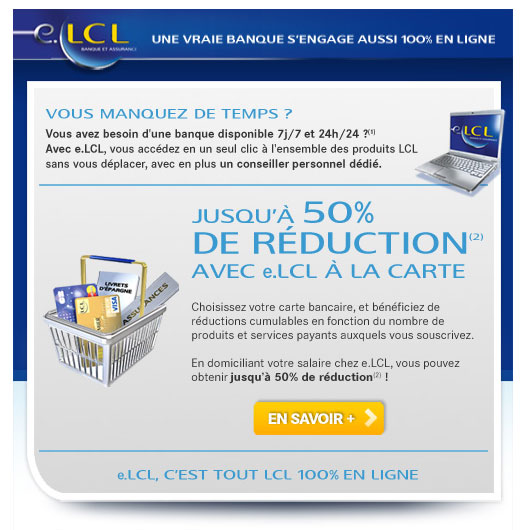 e.LCL
BANQUE ET ASSURANCE
UNE VRAIE BANQUE S'ENGAGE AUSSI 100% EN LIGNE
VOUS MANQUEZ DE TEMPS ?
Vous avez besoin d'une banque disponible 7j/7 et 24h/24 ?(1)
Avec e.LCL, vous accédez en un seul clic à l'ensemble des produits LCL
sans vous déplacer, avec en plus un conseiller personnel dédié.
e.LCL
JUSQU'À 50%
DE RÉDUCTION(2)
AVEC e.LCL À LA CARTE
LIVRETS
D'ÉPARGNE
ASSURANCES
VISA
Choisissez votre carte bancaire, et bénéficiez de
réductions cumulables en fonction du nombre de
produits et services payants auxquels vous souscrivez.
En domiciliant votre salaire chez e.LCL, vous pouvez
obtenir jusqu'à 50% de réduction(2) !
EN SAVOIR +
e.LCL, C'EST TOUT LCL 100% EN LIGNE